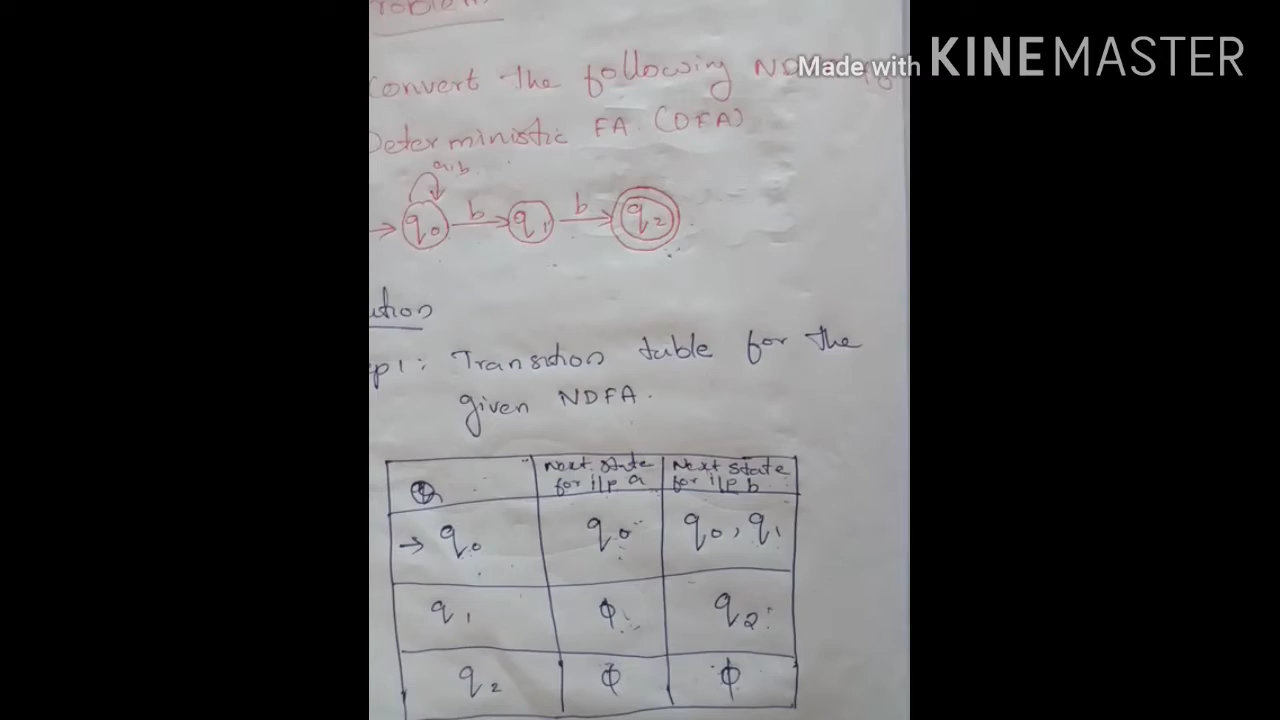 Made with KINEMASTER
Convert the following
Deterministic FA (DFA)
a,b
→ q0 b → q1 b → q2
: Transition table for the
given NDFA.
Q Next state for i/p a Next state for i/p b
→ q0 q0 q0, q1
q1 ϕ q2
q2 ϕ ϕ